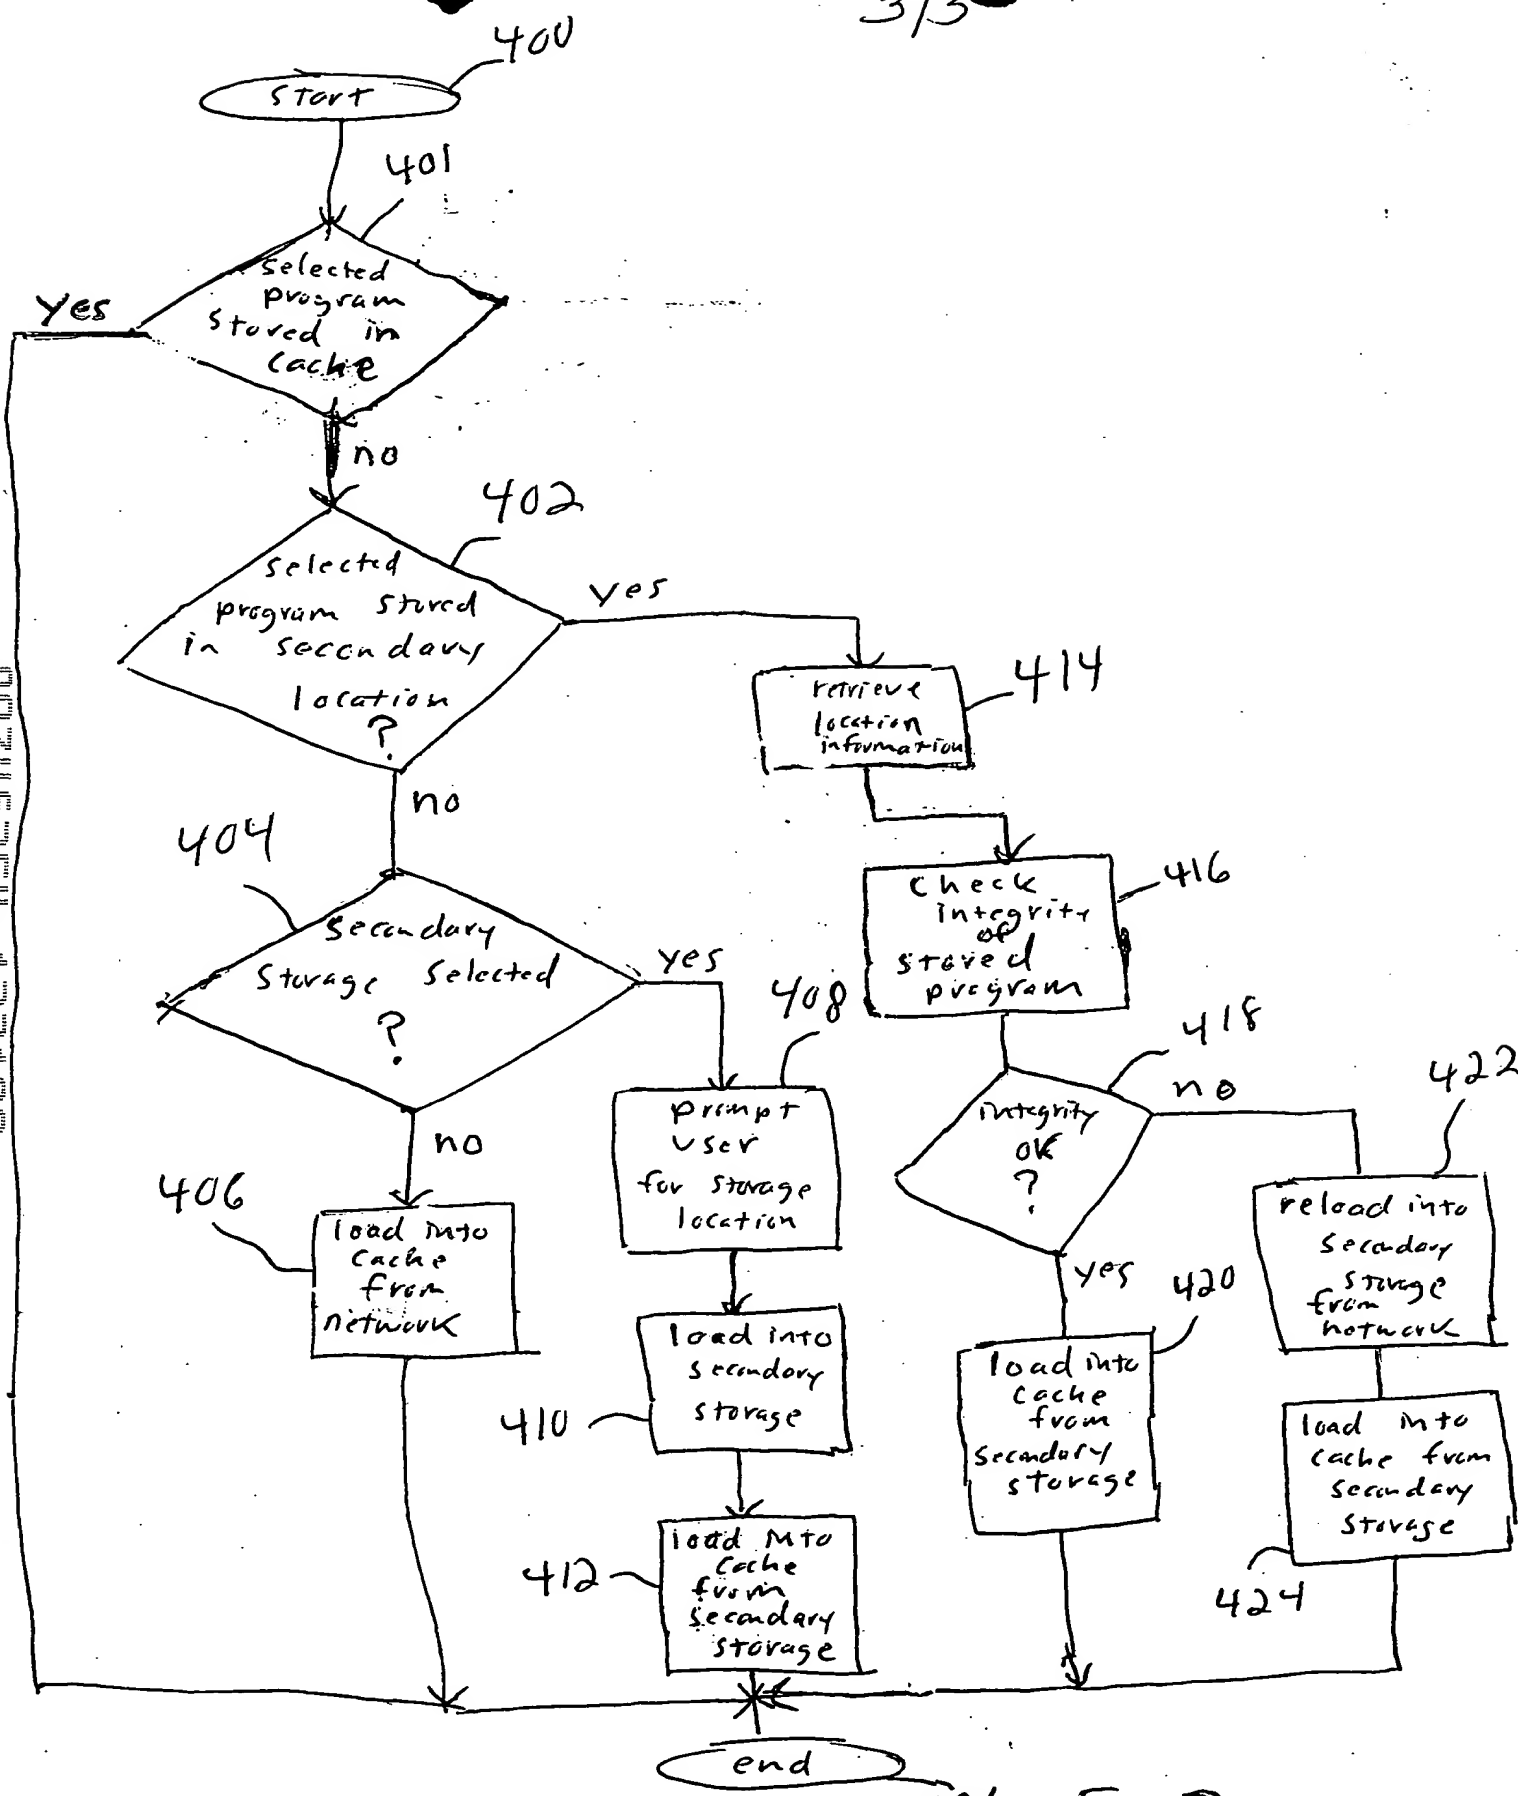 3/3
400
start
401
selected
program
stored in
cache
yes
no
402
selected
program stored
in secondary
location
?
yes
no
414
retrieve
location
information
404
secondary
storage selected
?
yes
no
416
check
integrity
of
stored
program
408
prompt
user
for storage
location
418
integrity
ok
?
no
yes
422
reload into
secondary
storage
from
network
406
load into
cache
from
network
410
load into
secondary
storage
420
load into
cache
from
secondary
storage
424
load into
cache from
secondary
storage
412
load into
cache
from
secondary
storage
end